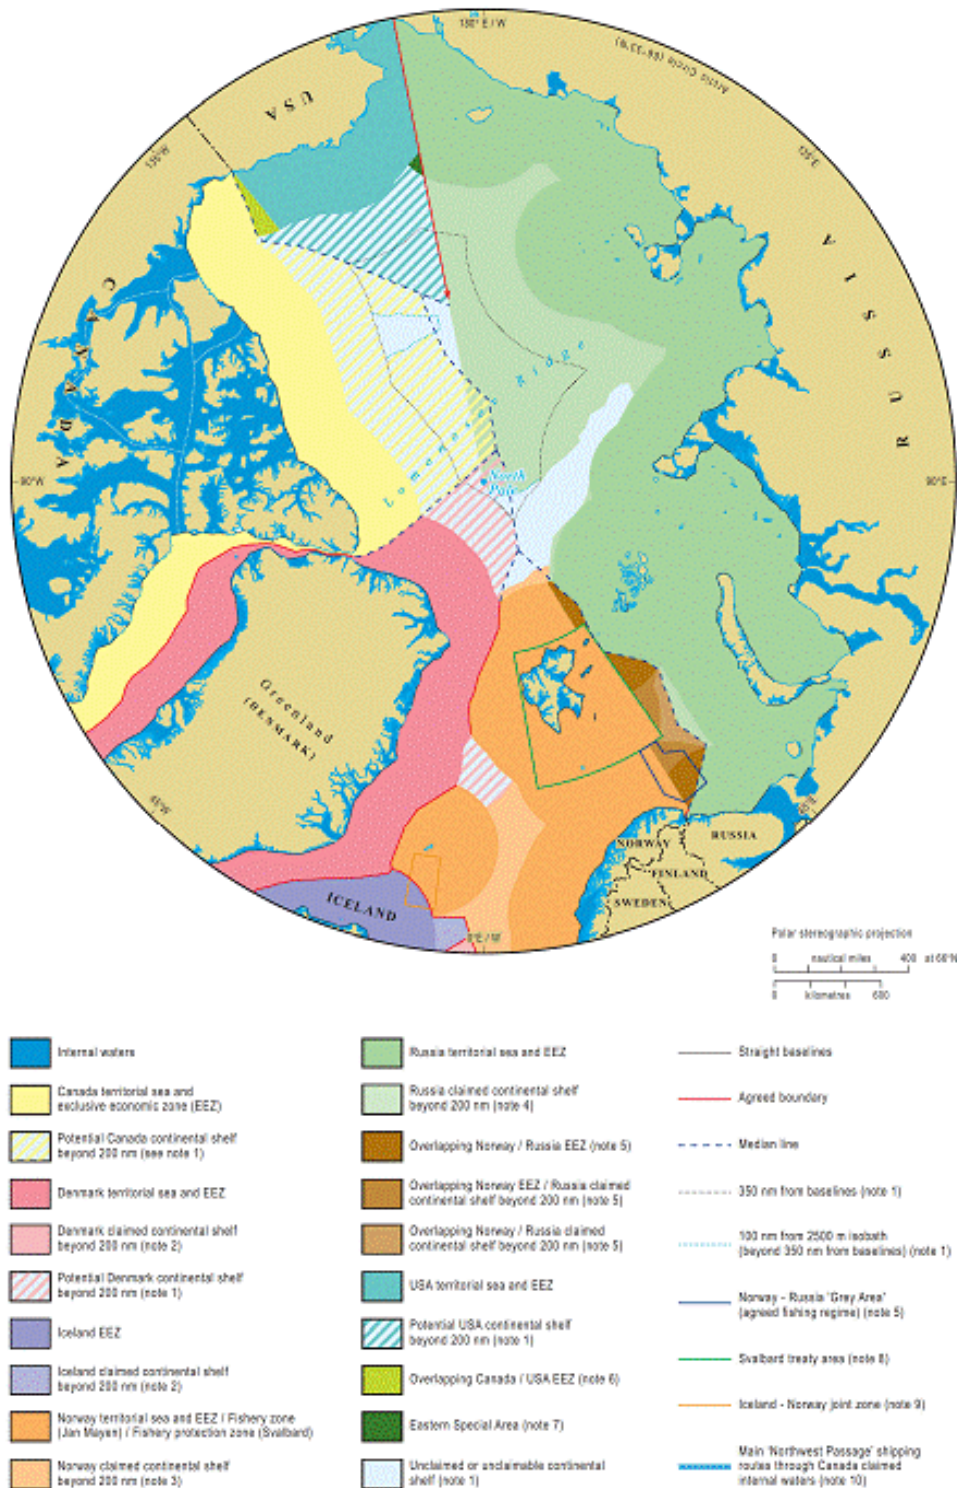 180° E / W
Arctic Circle (66°33'N)
USA
150°W
120°E
CANADA
RUSSIA
Lomonosov Ridge
90°W
North
Pole
90°E
Greenland
(DENMARK)
45°W
NORWAY
RUSSIA
FINLAND
SWEDEN
ICELAND
0°E / W
Polar stereographic projection
0 nautical miles 400 at 66°N
0 kilometres 600
Internal waters
Canada territorial sea and
exclusive economic zone (EEZ)
Potential Canada continental shelf
beyond 200 nm (see note 1)
Denmark territorial sea and EEZ
Denmark claimed continental shelf
beyond 200 nm (note 2)
Potential Denmark continental shelf
beyond 200 nm (note 1)
Iceland EEZ
Iceland claimed continental shelf
beyond 200 nm (note 2)
Norway territorial sea and EEZ / Fishery zone
(Jan Mayen) / Fishery protection zone (Svalbard)
Norway claimed continental shelf
beyond 200 nm (note 3)
Russia territorial sea and EEZ
Russia claimed continental shelf
beyond 200 nm (note 4)
Overlapping Norway / Russia EEZ (note 5)
Overlapping Norway EEZ / Russia claimed
continental shelf beyond 200 nm (note 5)
Overlapping Norway / Russia claimed
continental shelf beyond 200 nm (note 5)
USA territorial sea and EEZ
Potential USA continental shelf
beyond 200 nm (note 1)
Overlapping Canada / USA EEZ (note 6)
Eastern Special Area (note 7)
Unclaimed or unclaimable continental
shelf (note 1)
Straight baselines
Agreed boundary
Median line
350 nm from baselines (note 1)
100 nm from 2500 m isobath
(beyond 350 nm from baselines) (note 1)
Norway - Russia 'Grey Area'
(agreed fishing regime) (note 5)
Svalbard treaty area (note 8)
Iceland - Norway joint zone (note 9)
Main 'Northwest Passage' shipping
routes through Canada claimed
internal waters (note 10)